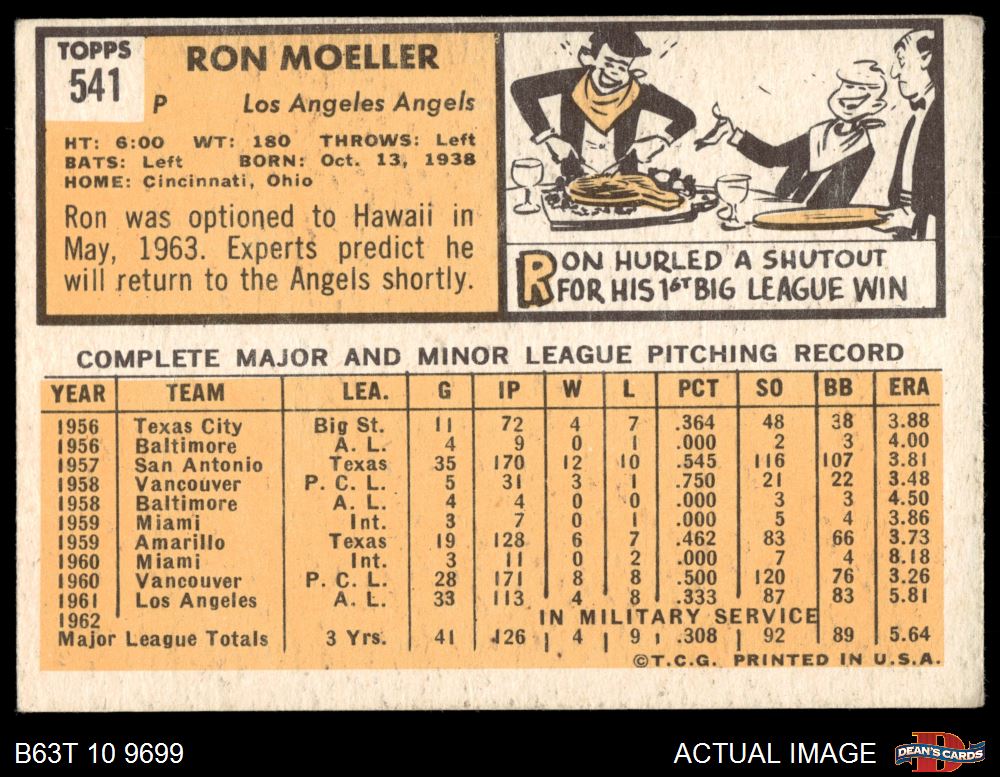 TOPPS
541
RON MOELLER
P Los Angeles Angels
HT: 6:00 WT: 180 THROWS: Left
BATS: Left BORN: Oct. 13, 1938
HOME: Cincinnati, Ohio
Ron was optioned to Hawaii in
May, 1963. Experts predict he
will return to the Angels shortly.
RON HURLED A SHUTOUT
FOR HIS 1ST BIG LEAGUE WIN
COMPLETE MAJOR AND MINOR LEAGUE PITCHING RECORD
YEAR TEAM LEA. G IP W L PCT SO BB ERA
1956 Texas City Big St. 11 72 4 7 .364 48 38 3.88
1956 Baltimore A. L. 4 9 0 1 .000 2 3 4.00
1957 San Antonio Texas 35 170 12 10 .545 116 107 3.81
1958 Vancouver P. C. L. 5 31 3 1 .750 21 22 3.48
1958 Baltimore A. L. 4 4 0 0 .000 3 3 4.50
1959 Miami Int. 3 7 0 1 .000 5 4 3.86
1959 Amarillo Texas 19 128 6 7 .462 83 66 3.73
1960 Miami Int. 3 11 0 2 .000 7 4 8.18
1960 Vancouver P. C. L. 28 171 8 8 .500 120 76 3.26
1961 Los Angeles A. L. 33 113 4 8 .333 87 83 5.81
1962 IN MILITARY SERVICE
Major League Totals 3 Yrs. 41 126 4 9 .308 92 89 5.64
©T.C.G. PRINTED IN U.S.A.
B63T 10 9699 ACTUAL IMAGE DEAN'S CARDS